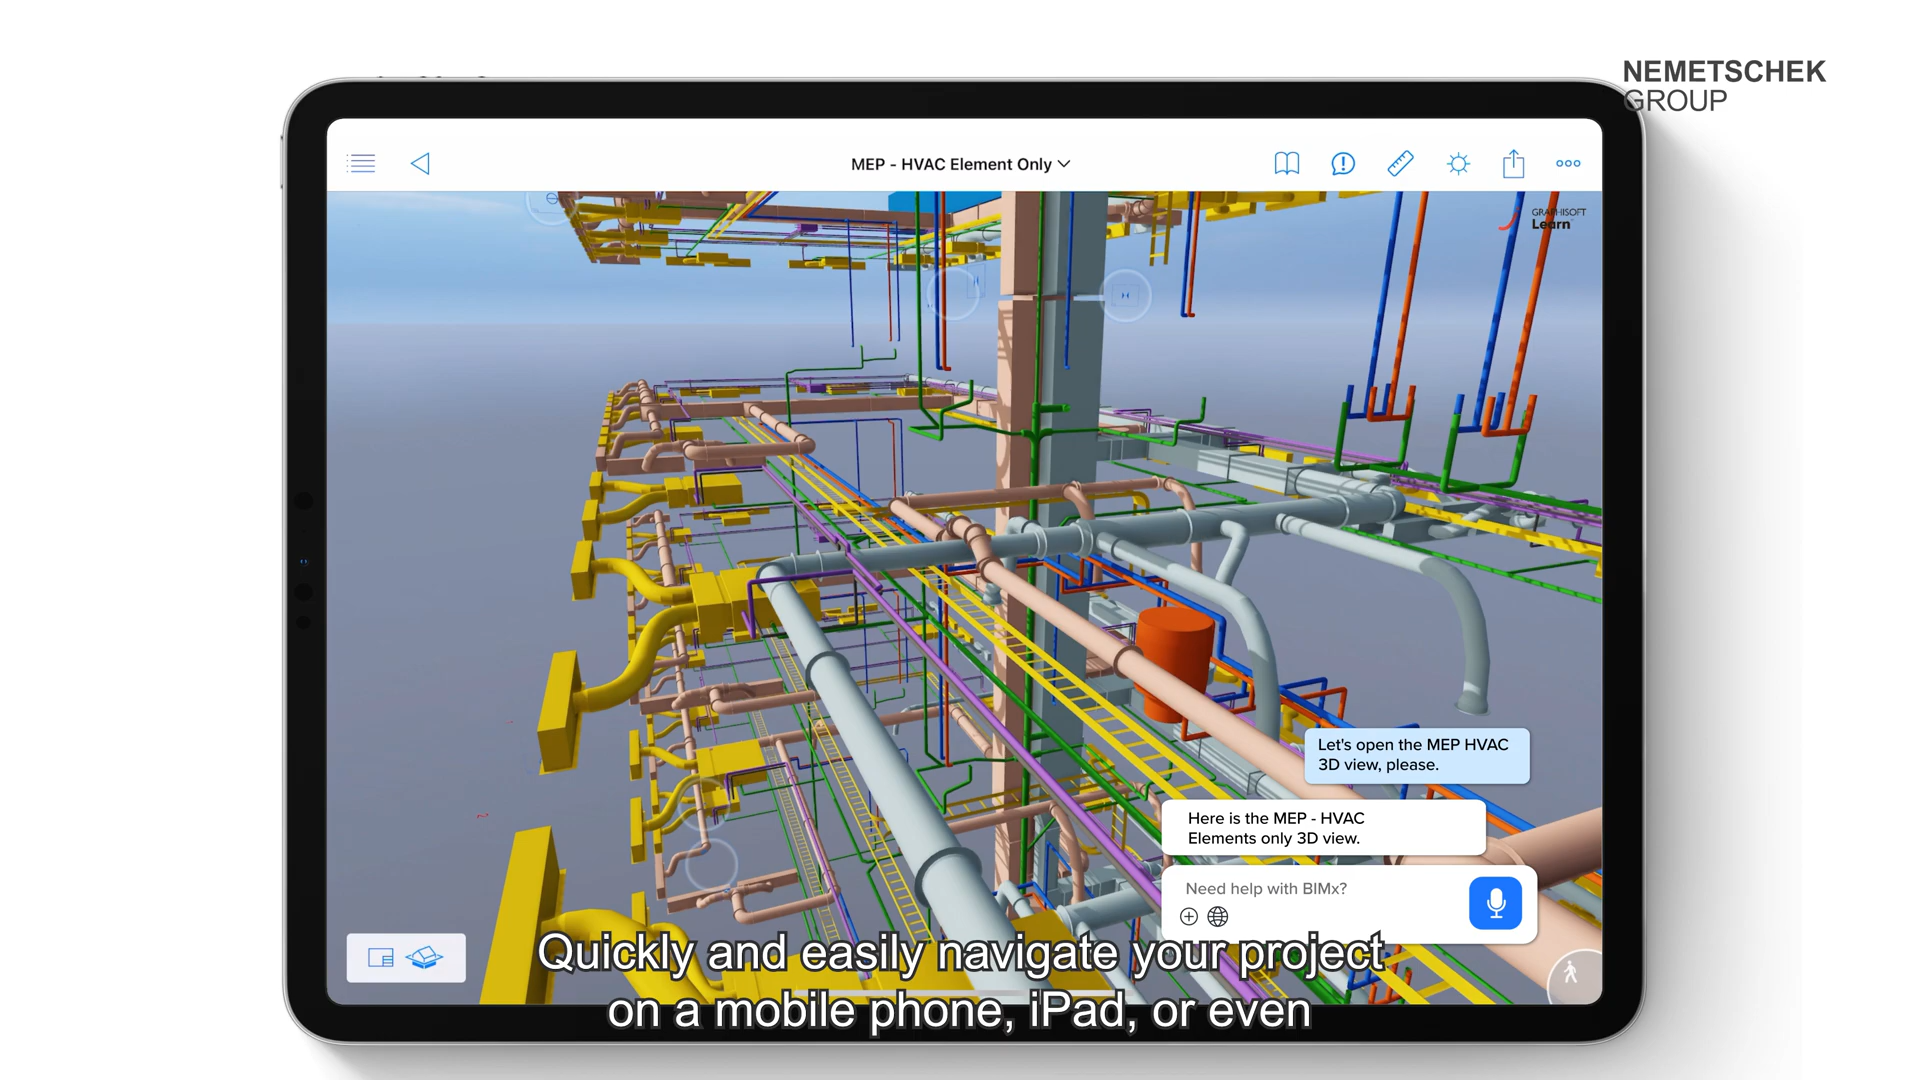 NEMETSCHEK
GROUP
MEP - HVAC Element Only
GRAPHISOFT
Learn
Let's open the MEP HVAC
3D view, please.
Here is the MEP - HVAC
Elements only 3D view.
Need help with BIMx?
Quickly and easily navigate your project
on a mobile phone, iPad, or even